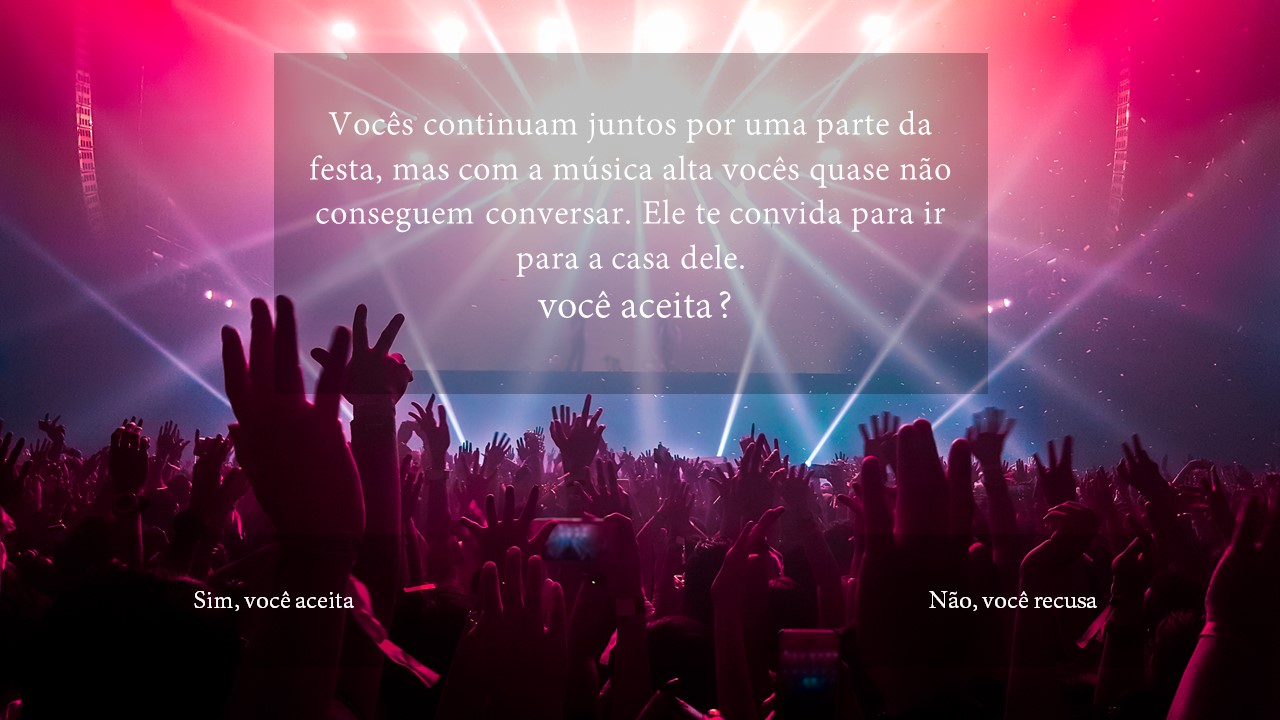 Vocês continuam juntos por uma parte da
festa, mas com a música alta vocês quase não
conseguem conversar. Ele te convida para ir
para a casa dele.
você aceita?
Sim, você aceita
Não, você recusa